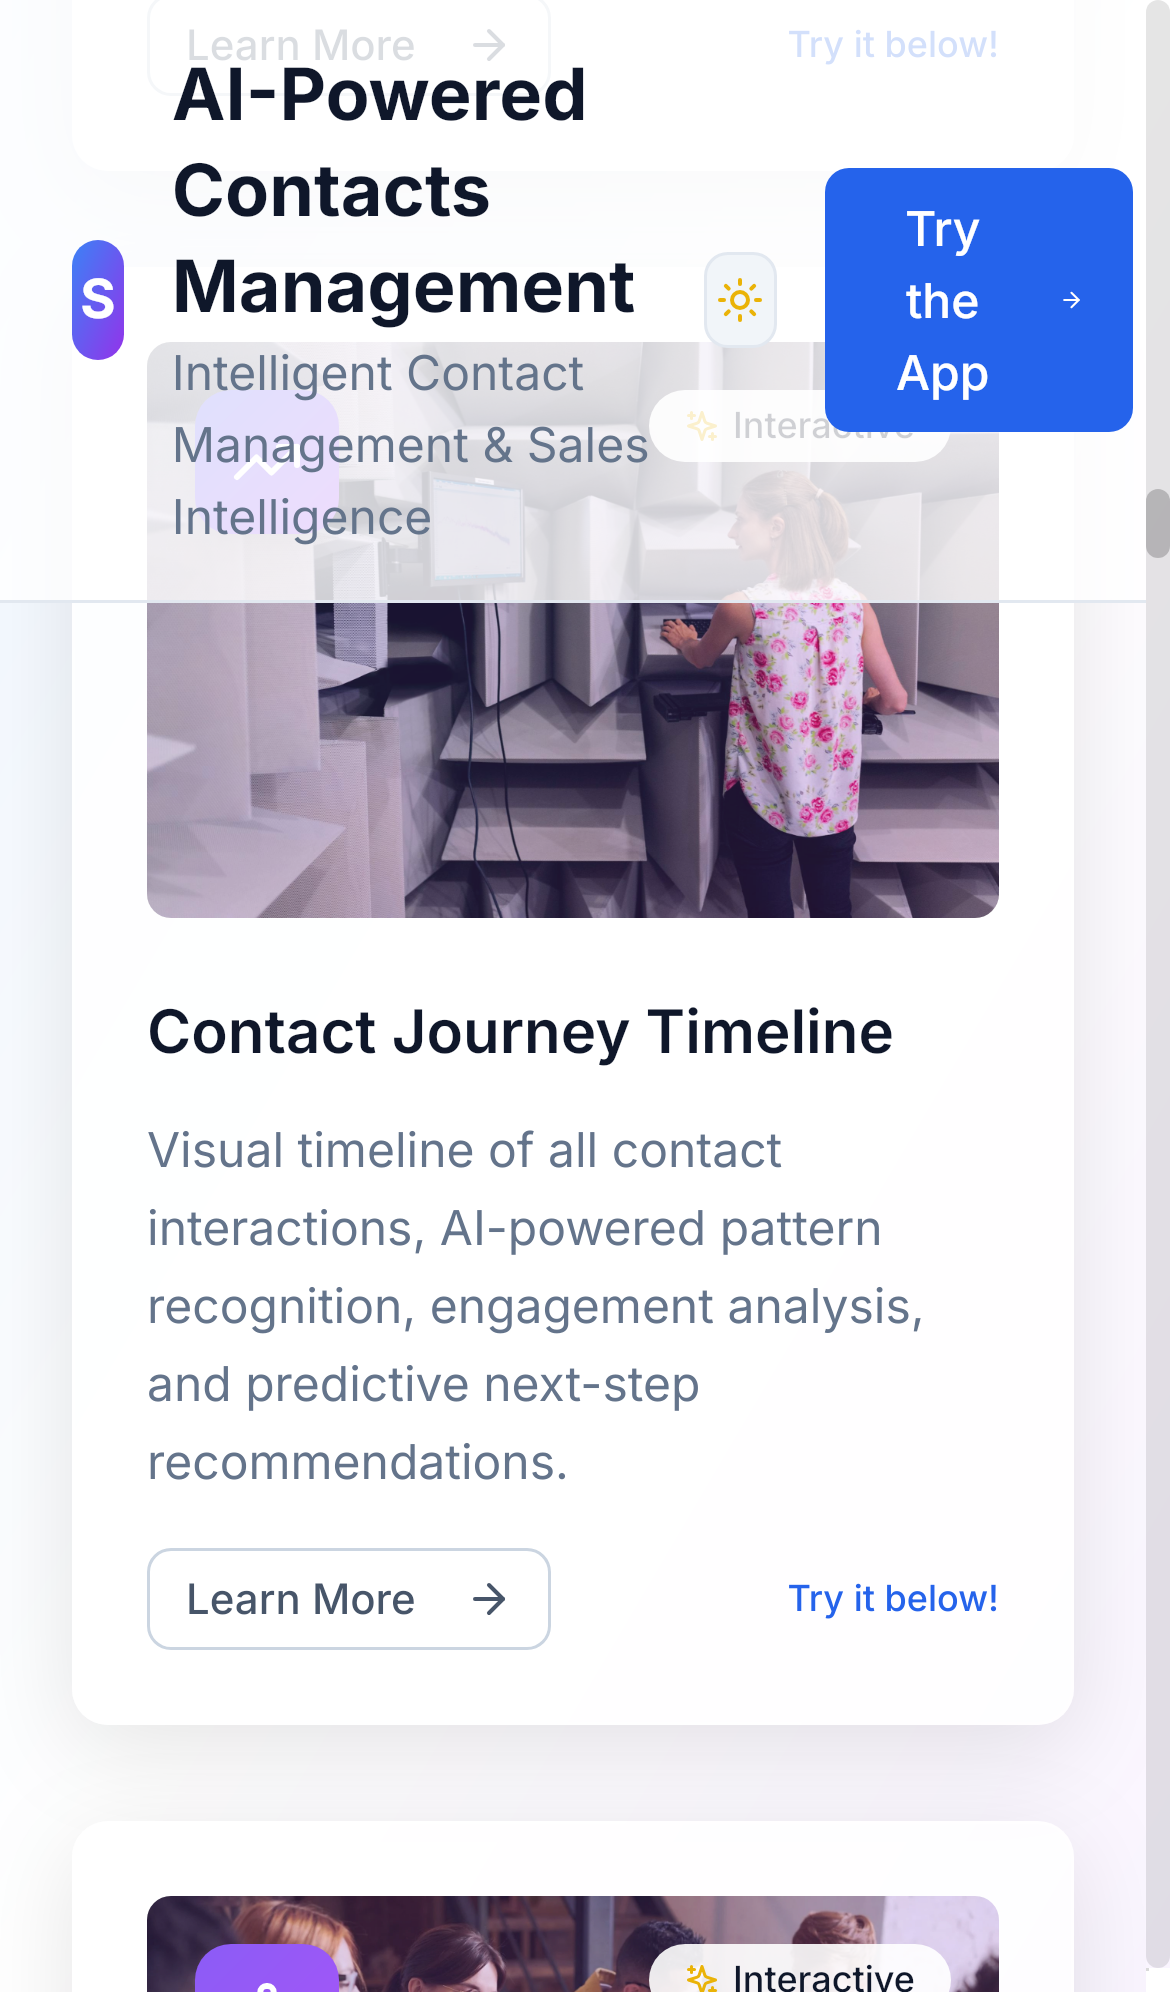 Learn More
Try it below!
AI-Powered
Contacts
Management
S
Try
the
App
Intelligent Contact
Management & Sales
Intelligence
Interactive
Contact Journey Timeline
Visual timeline of all contact
interactions, AI-powered pattern
recognition, engagement analysis,
and predictive next-step
recommendations.
Learn More
Try it below!
Interactive